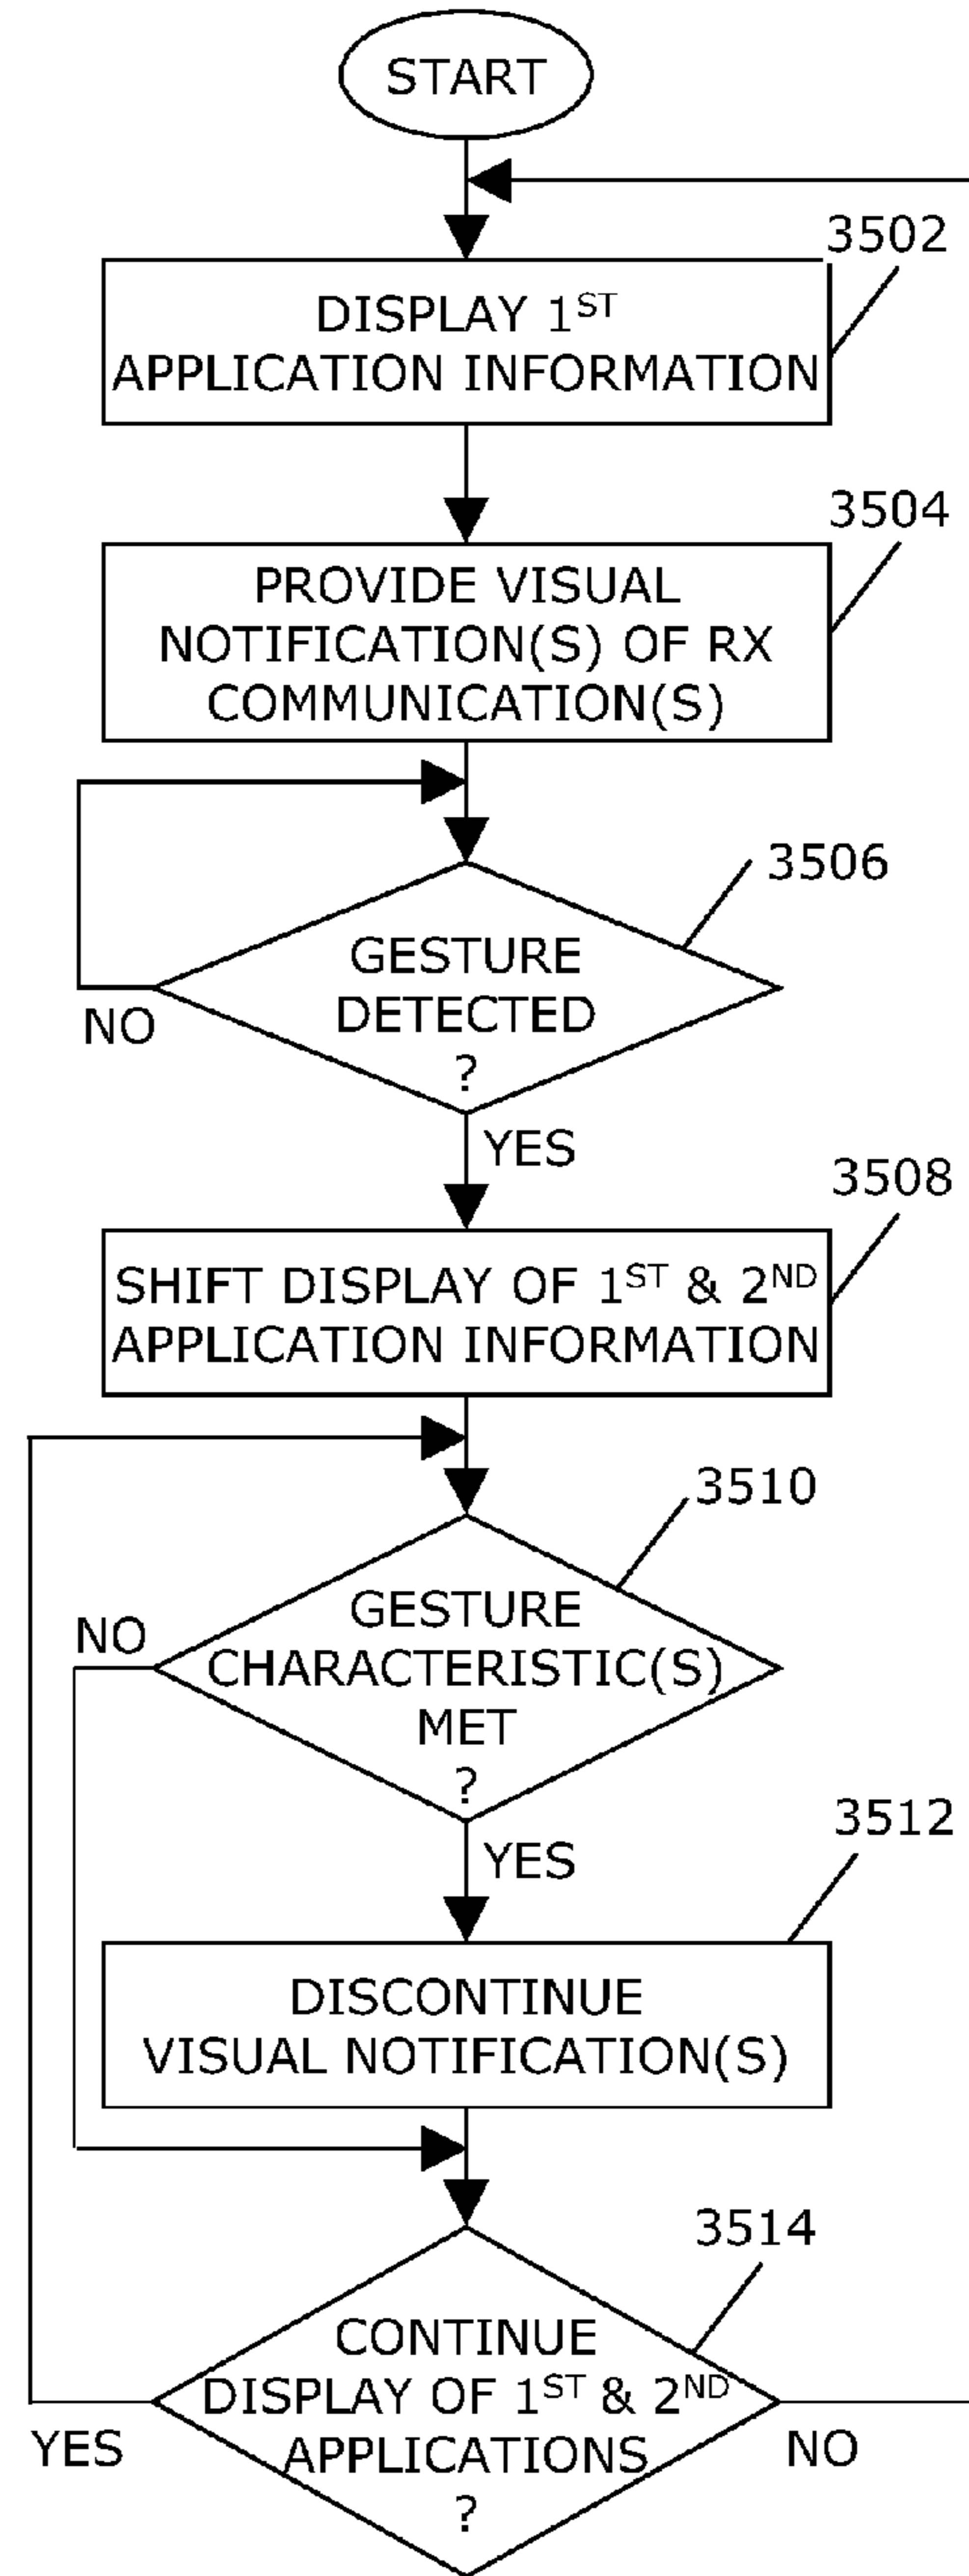 START
3502
DISPLAY 1ST
APPLICATION INFORMATION
3504
PROVIDE VISUAL
NOTIFICATION(S) OF RX
COMMUNICATION(S)
3506
GESTURE
DETECTED
?
NO
YES
3508
SHIFT DISPLAY OF 1ST & 2ND
APPLICATION INFORMATION
3510
GESTURE
CHARACTERISTIC(S)
MET
?
NO
YES
3512
DISCONTINUE
VISUAL NOTIFICATION(S)
3514
CONTINUE
DISPLAY OF 1ST & 2ND
APPLICATIONS
?
YES
NO